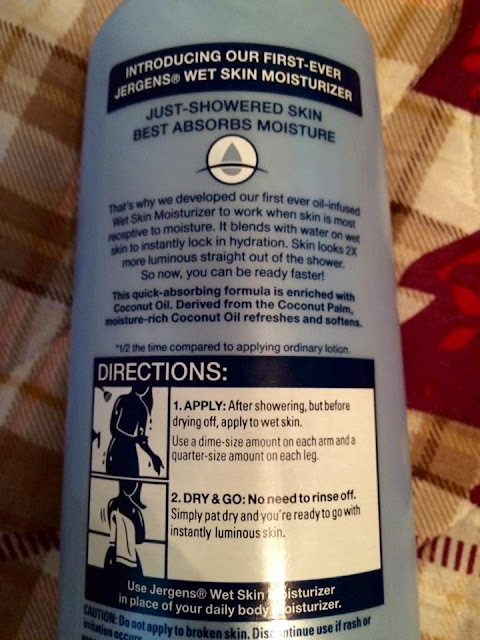 INTRODUCING OUR FIRST-EVER
JERGENS® WET SKIN MOISTURIZER
JUST-SHOWERED SKIN
BEST ABSORBS MOISTURE
That's why we developed our first ever oil-infused
Wet Skin Moisturizer to work when skin is most
receptive to moisture. It blends with water on wet
skin to instantly lock in hydration. Skin looks 2X
more luminous straight out of the shower.
So now, you can be ready faster!
This quick-absorbing formula is enriched with
Coconut Oil. Derived from the Coconut Palm,
moisture-rich Coconut Oil refreshes and softens.
*1/2 the time compared to applying ordinary lotion.
DIRECTIONS:
1. APPLY: After showering, but before
drying off, apply to wet skin.
Use a dime-size amount on each arm and a
quarter-size amount on each leg.
2. DRY & GO: No need to rinse off.
Simply pat dry and you're ready to go with
instantly luminous skin.
Use Jergens® Wet Skin Moisturizer
in place of your daily body moisturizer.
CAUTION: Do not apply to broken skin. Discontinue use if rash or
irritation occurs.